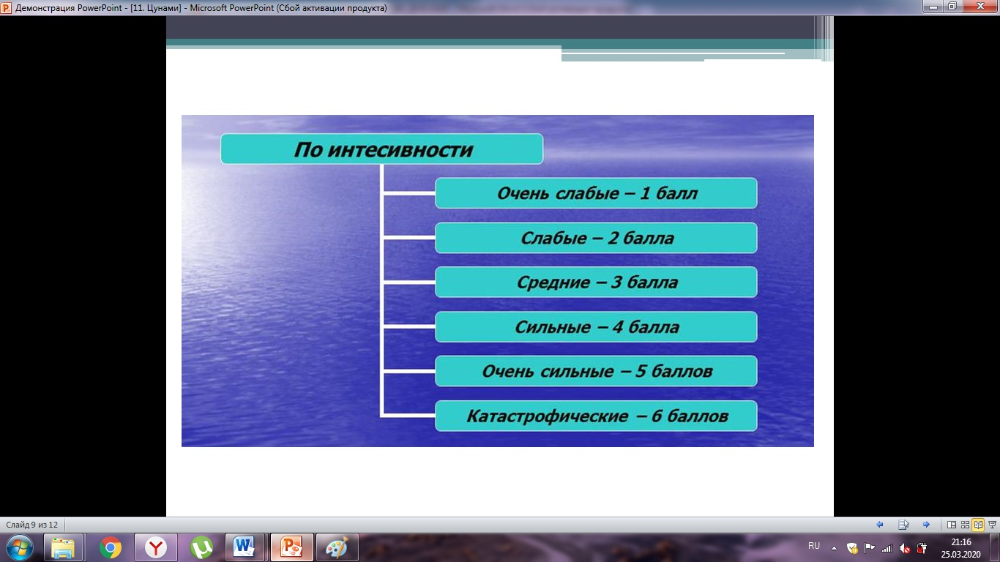 Демонстрация PowerPoint - [11. Цунами] - Microsoft PowerPoint (Сбой активации продукта)
По интесивности
Очень слабые – 1 балл
Слабые – 2 балла
Средние – 3 балла
Сильные – 4 балла
Очень сильные – 5 баллов
Катастрофические – 6 баллов
Слайд 9 из 12
RU
21:16
25.03.2020